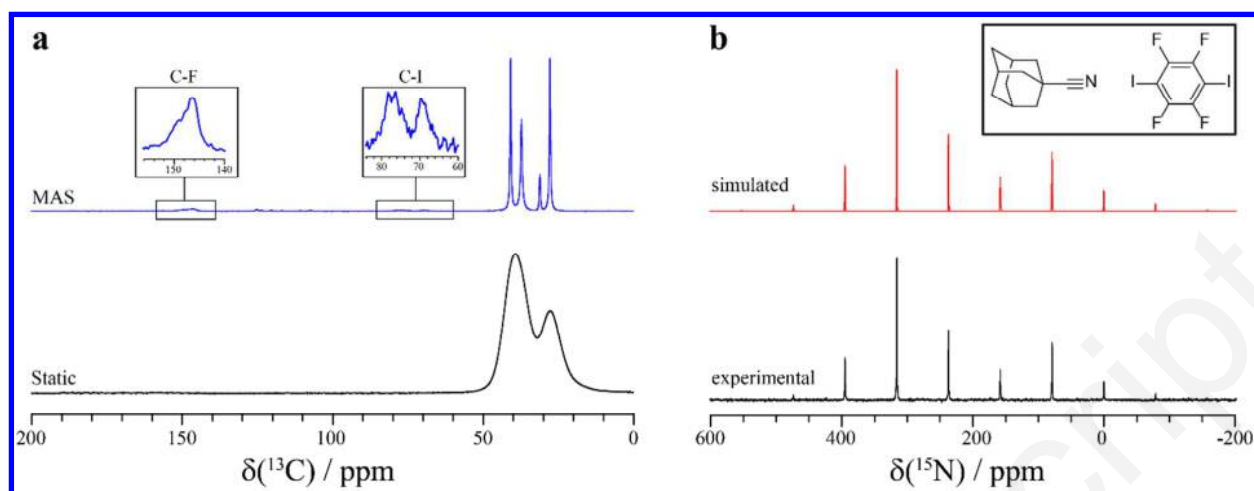 a
C-F
150
140
C-I
80
70
60
MAS
Static
200
150
100
50
0
δ(¹³C) / ppm
b
F
F
≡N
I
I
F
F
simulated
experimental
600
400
200
0
-200
δ(¹⁵N) / ppm
cript